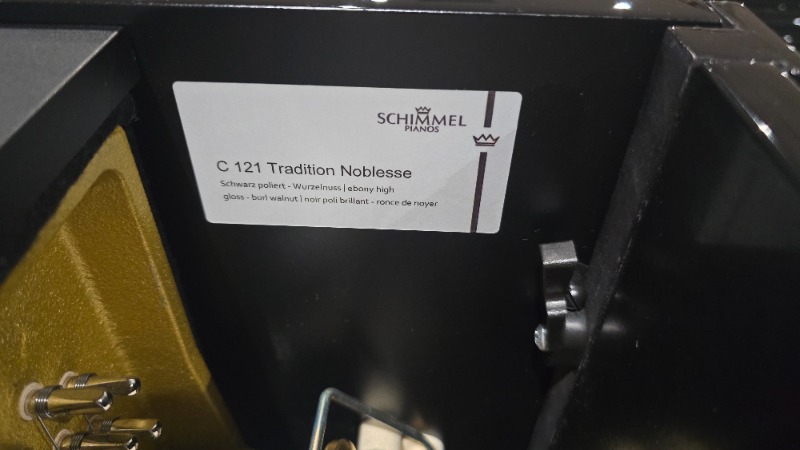 SCHIMMEL
PIANOS
C 121 Tradition Noblesse
Schwarz poliert - Wurzelnuss | ebony high
gloss - burl walnut | noir poli brillant - ronce de noyer